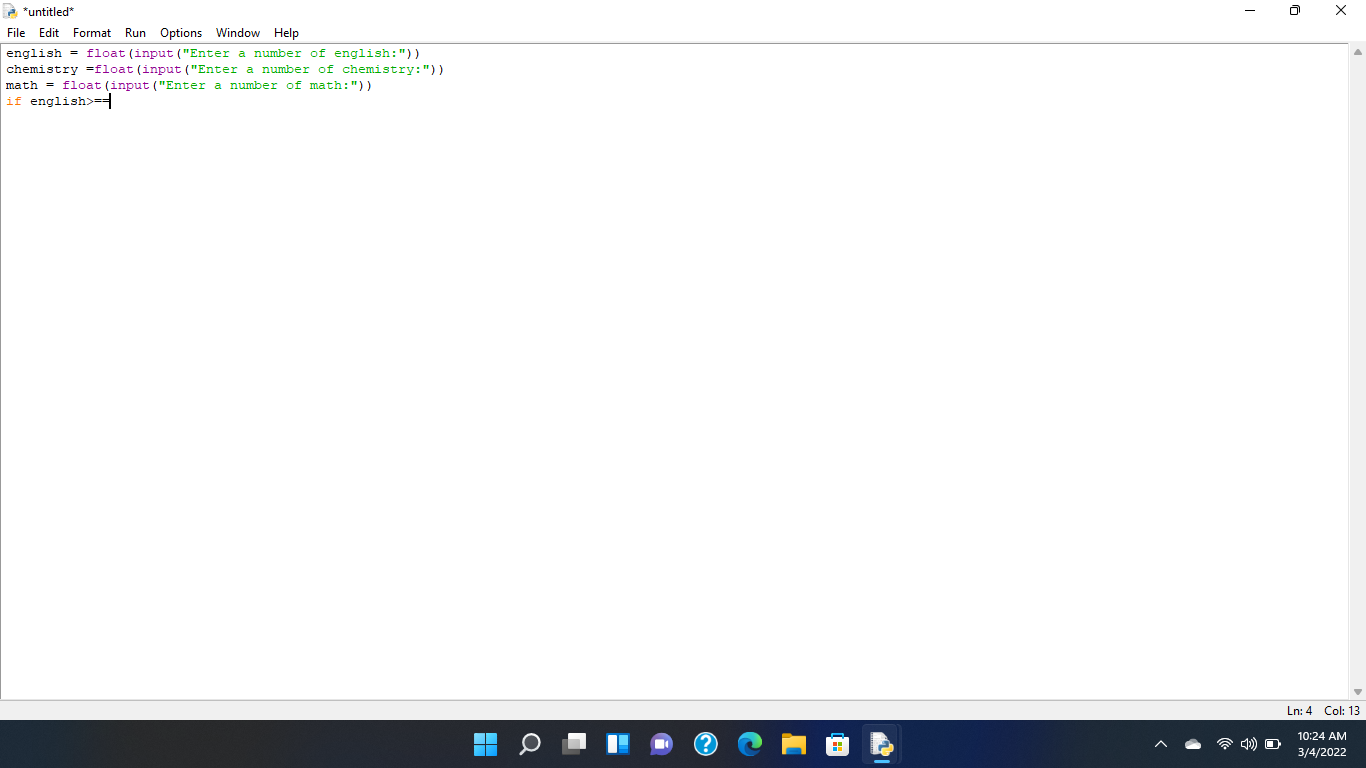 *untitled*
File Edit Format Run Options Window Help
english = float(input("Enter a number of english:"))
chemistry =float(input("Enter a number of chemistry:"))
math = float(input("Enter a number of math:"))
if english>==
Ln: 4 Col: 13
10:24 AM
3/4/2022